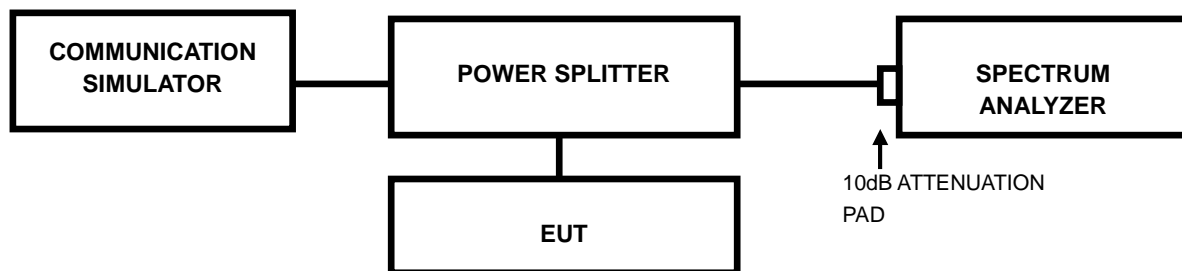 COMMUNICATION
SIMULATOR
POWER SPLITTER
SPECTRUM
ANALYZER
10dB ATTENUATION
PAD
EUT